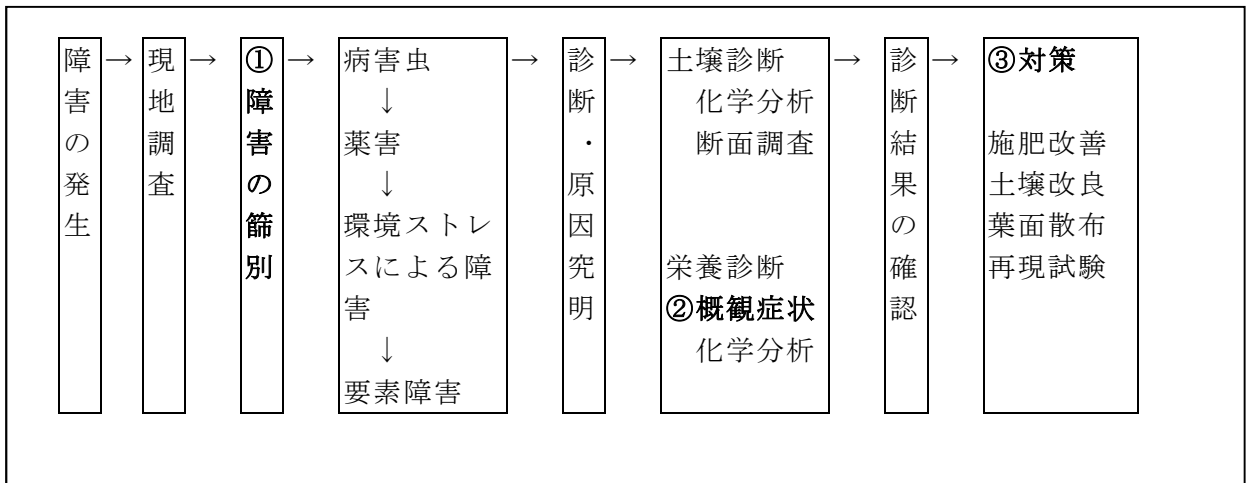 障害の発生
→
現地調査
→
①障害の篩別
→
病害虫
↓
薬害
↓
環境ストレ
スによる障
害
↓
要素障害
→
診断・原因究明
→
土壌診断
化学分析
断面調査
栄養診断
②概観症状
化学分析
→
診断結果の確認
→
③対策
施肥改善
土壌改良
葉面散布
再現試験